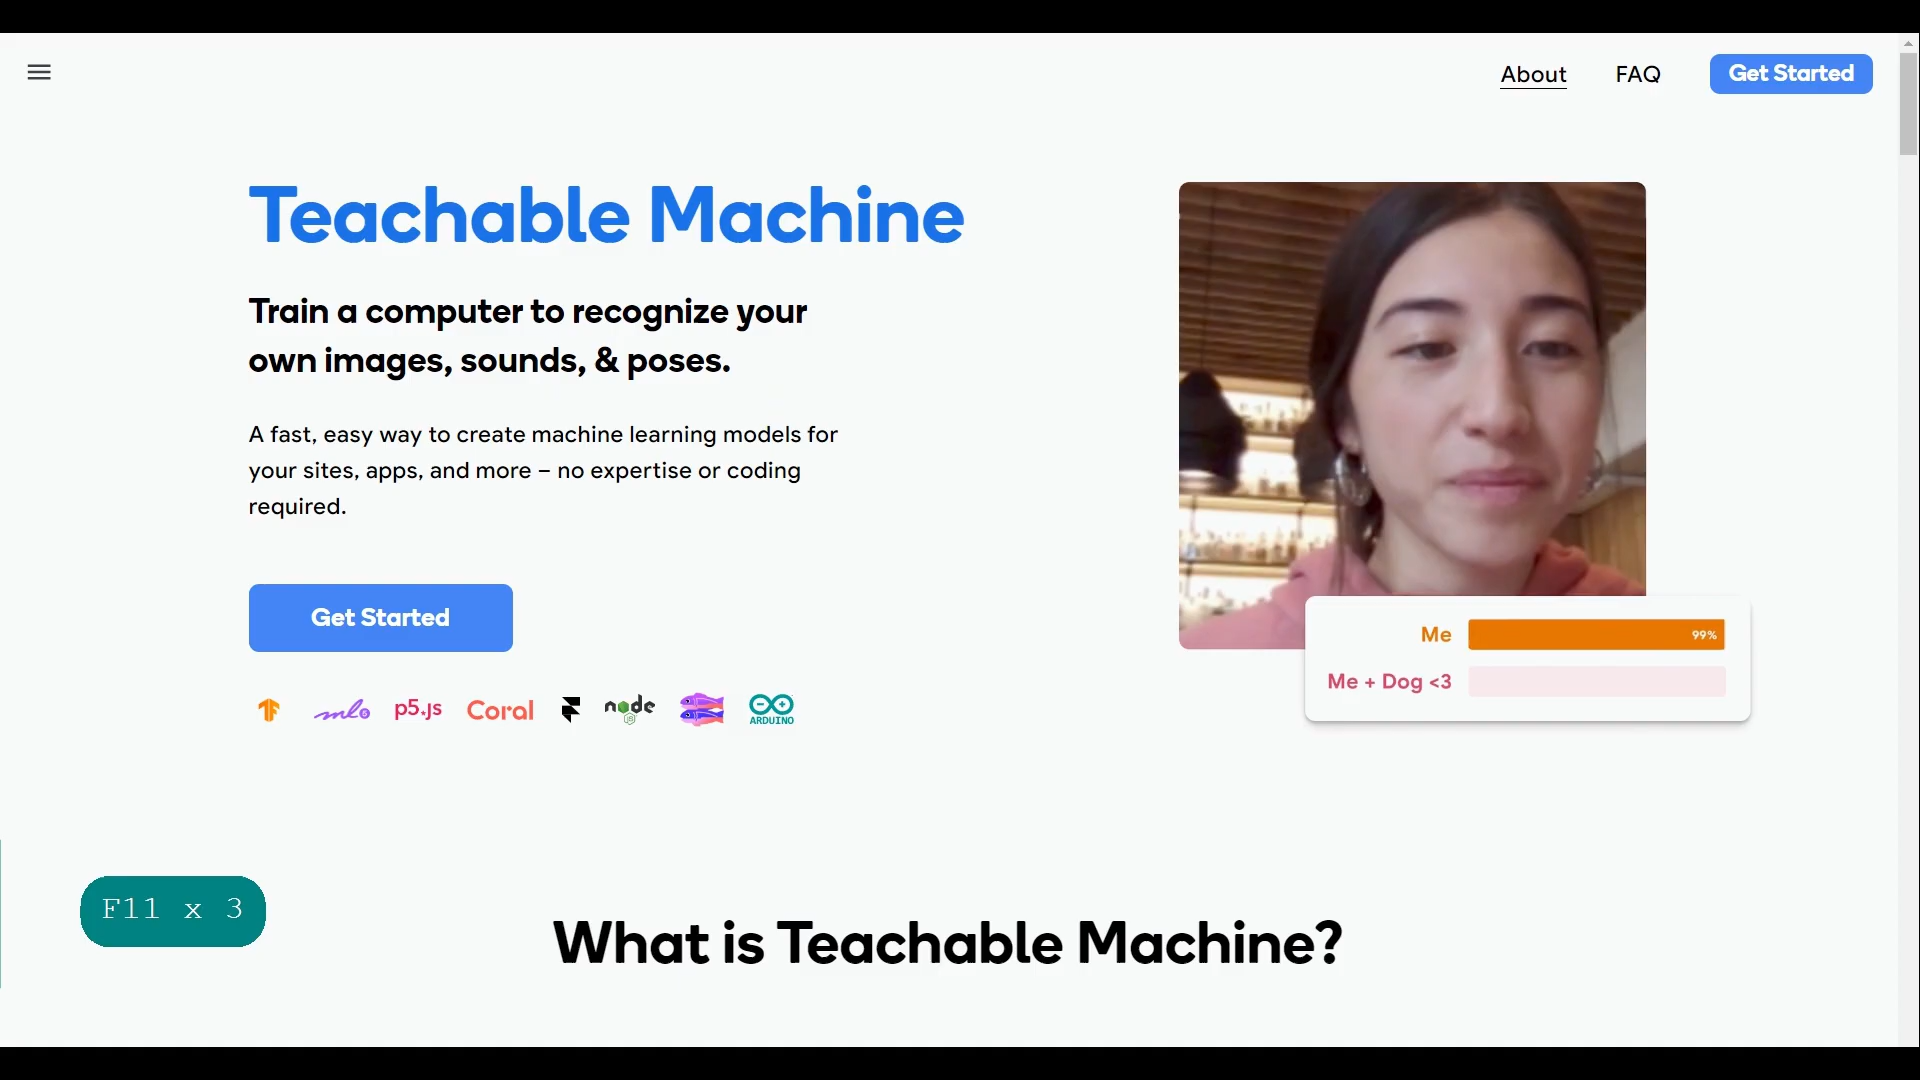 About FAQ Get Started
Teachable Machine
Train a computer to recognize your
own images, sounds, & poses.
A fast, easy way to create machine learning models for
your sites, apps, and more – no expertise or coding
required.
Get Started
ml5 p5.js Coral node JS ARDUINO
Me 99%
Me + Dog <3
F11 x 3
What is Teachable Machine?